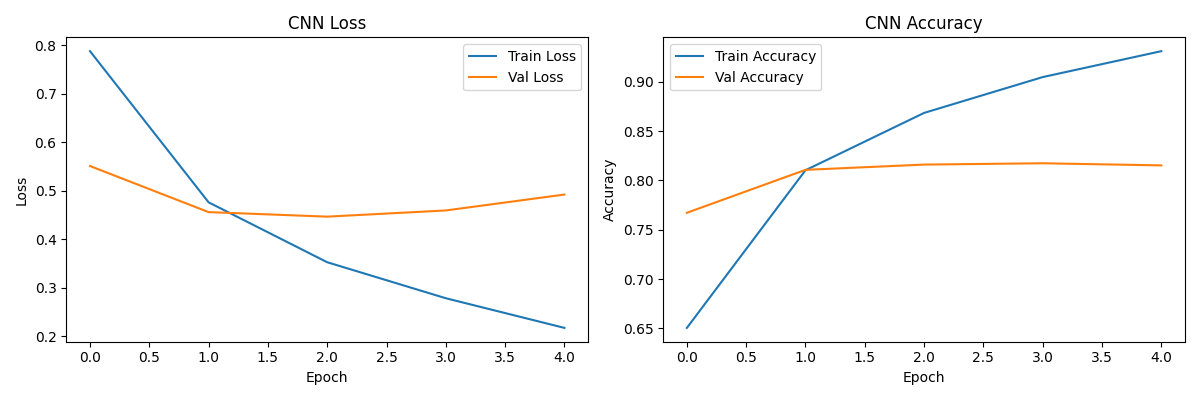 CNN Loss
Train Loss
Val Loss
Loss
0.8
0.7
0.6
0.5
0.4
0.3
0.2
0.0 0.5 1.0 1.5 2.0 2.5 3.0 3.5 4.0
Epoch
CNN Accuracy
Train Accuracy
Val Accuracy
Accuracy
0.90
0.85
0.80
0.75
0.70
0.65
0.0 0.5 1.0 1.5 2.0 2.5 3.0 3.5 4.0
Epoch